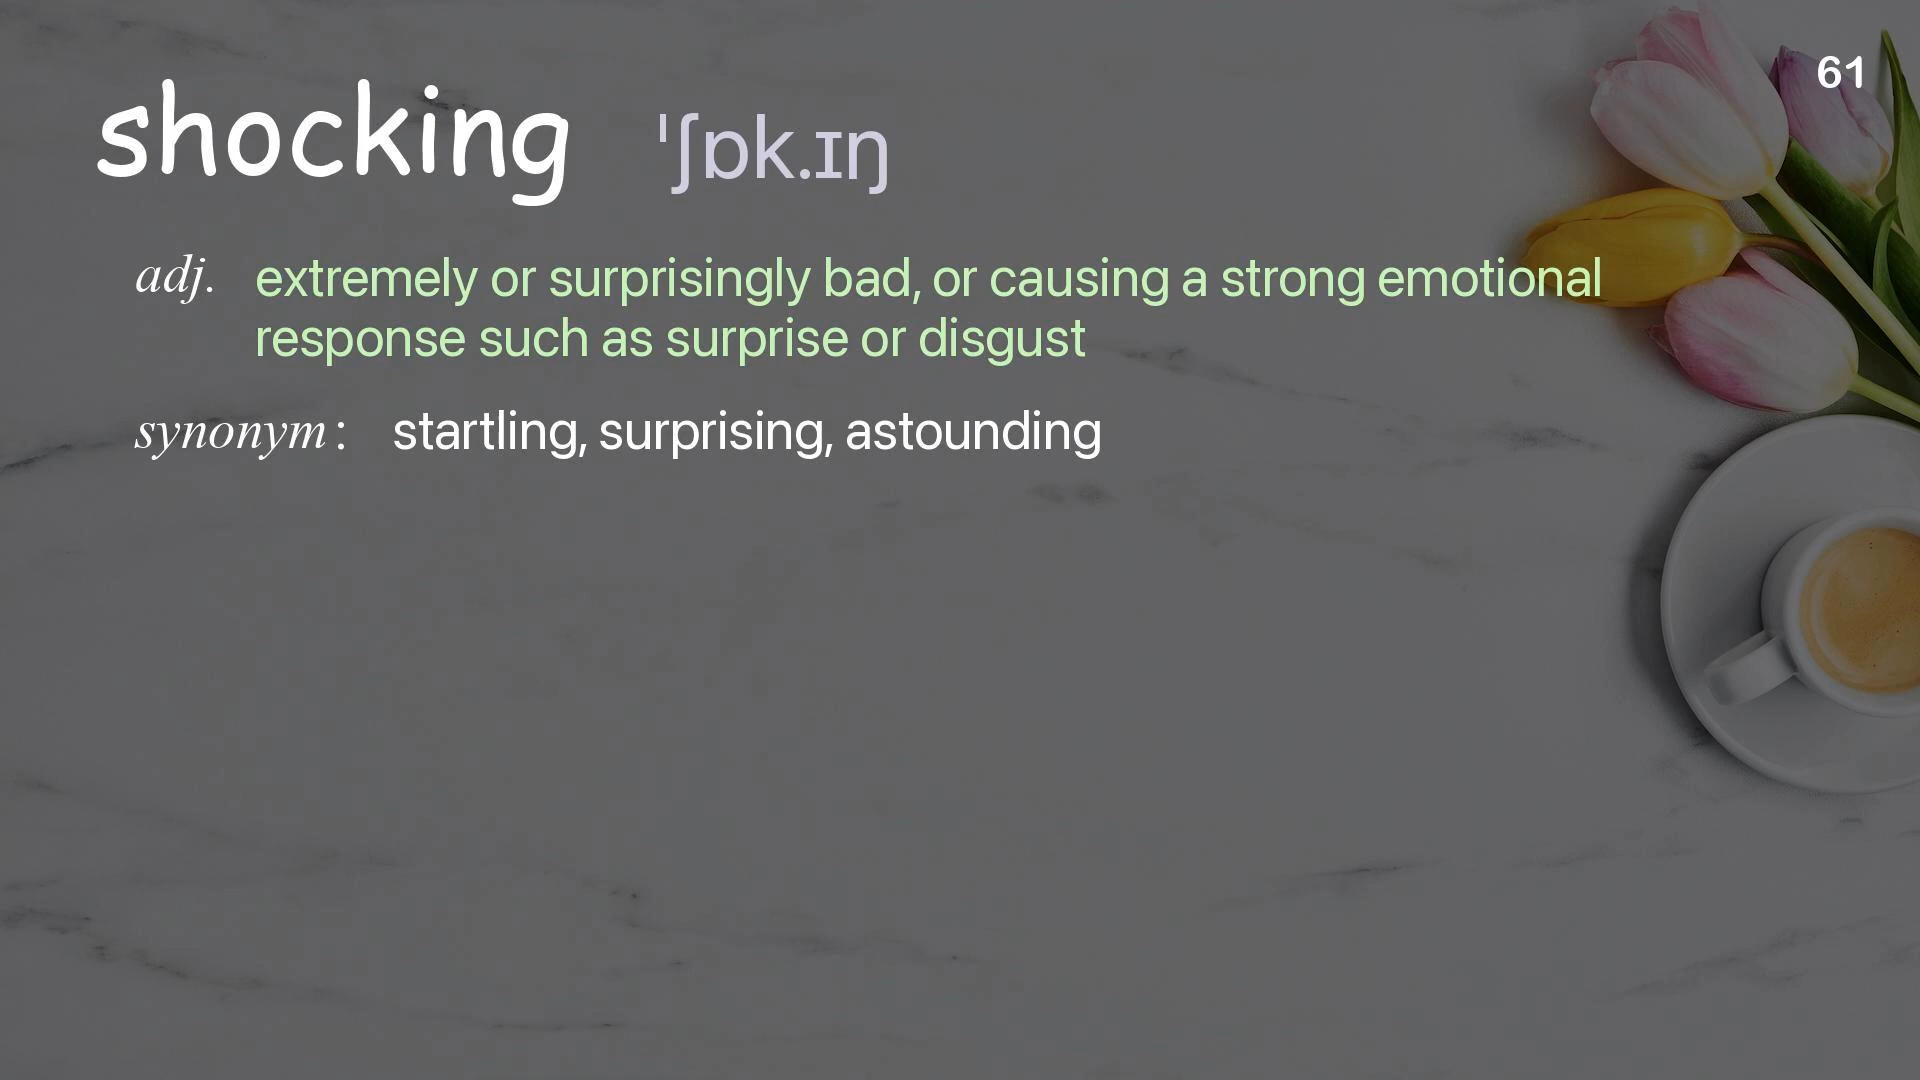 61
shocking ˈʃɒk.ɪŋ
adj. extremely or surprisingly bad, or causing a strong emotional
response such as surprise or disgust
synonym: startling, surprising, astounding